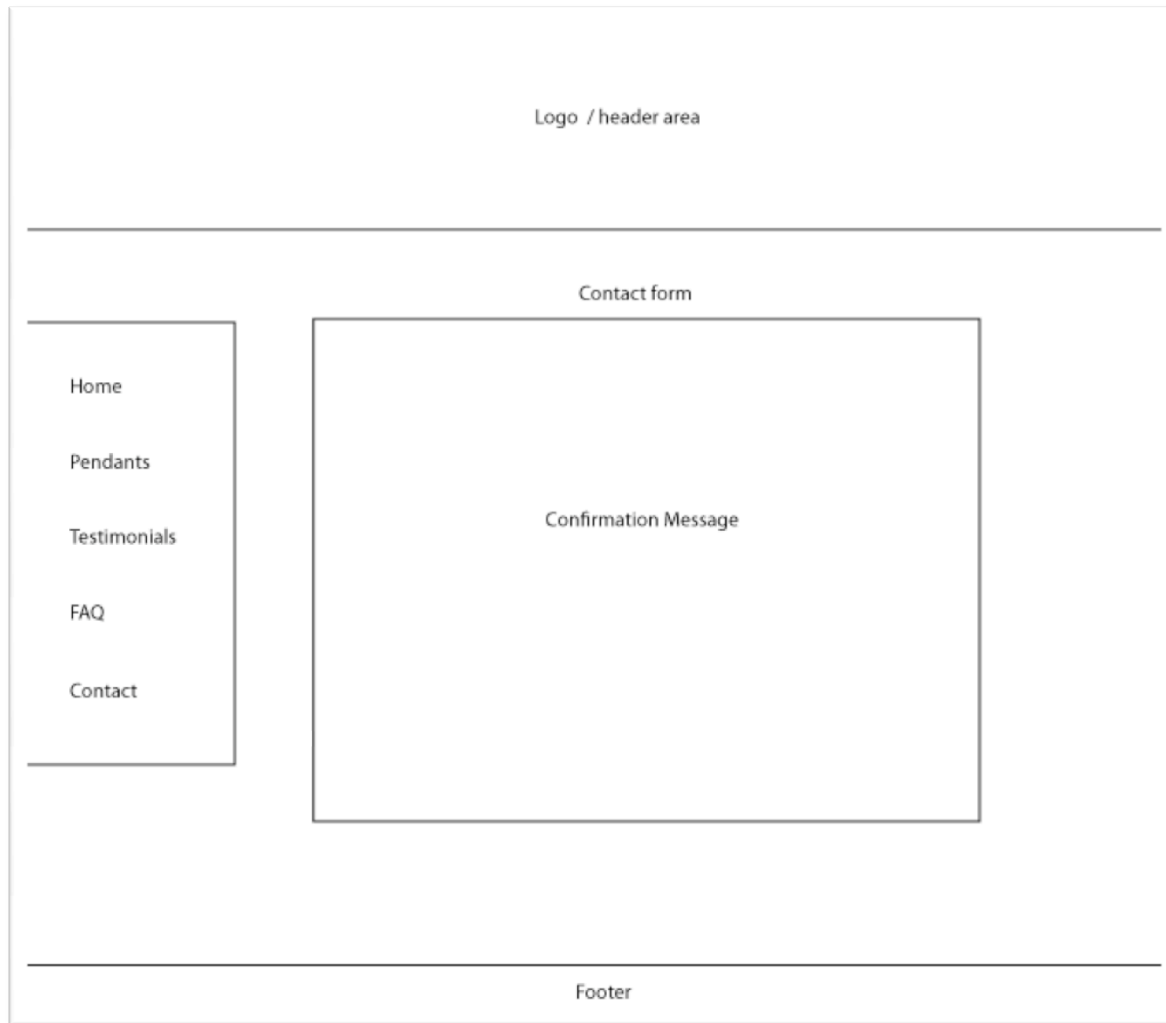 Logo / header area
Contact form
Home
Pendants
Testimonials
FAQ
Contact
Confirmation Message
Footer